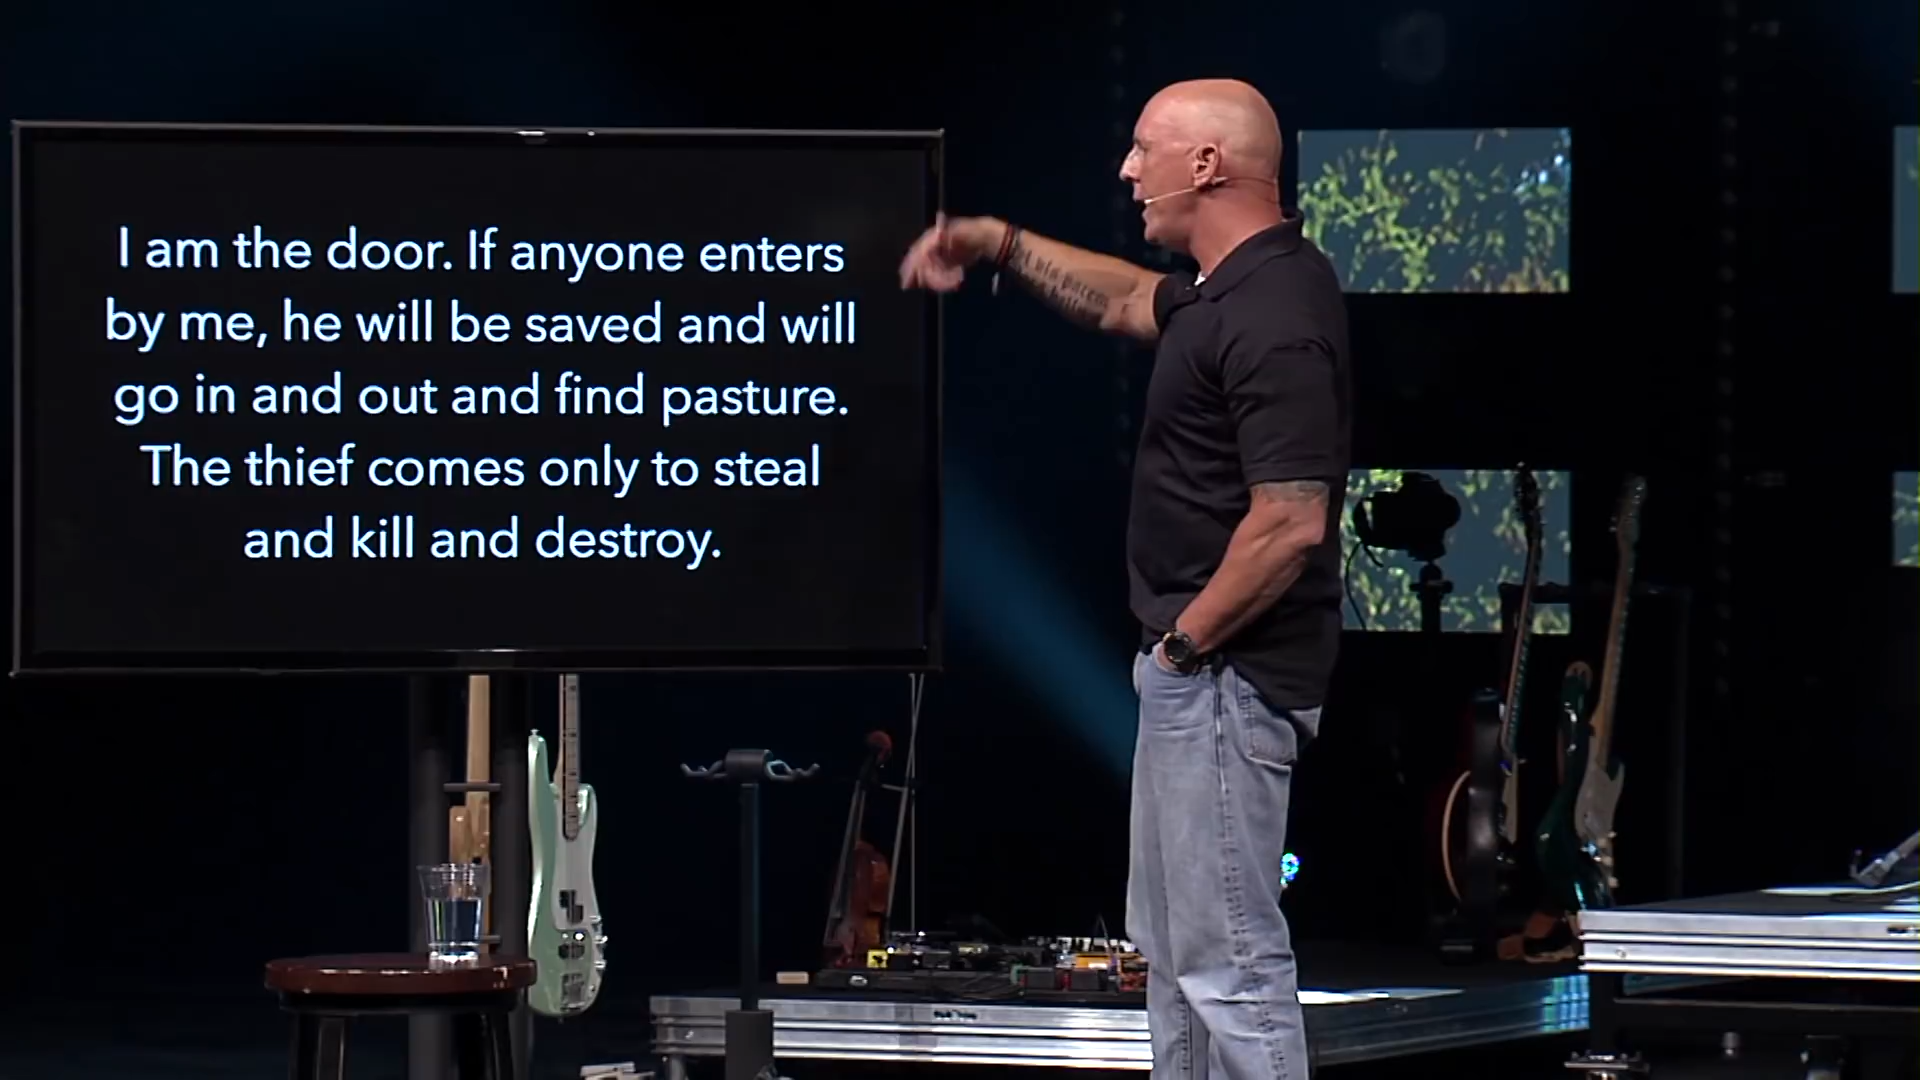 I am the door. If anyone enters
by me, he will be saved and will
go in and out and find pasture.
The thief comes only to steal
and kill and destroy.